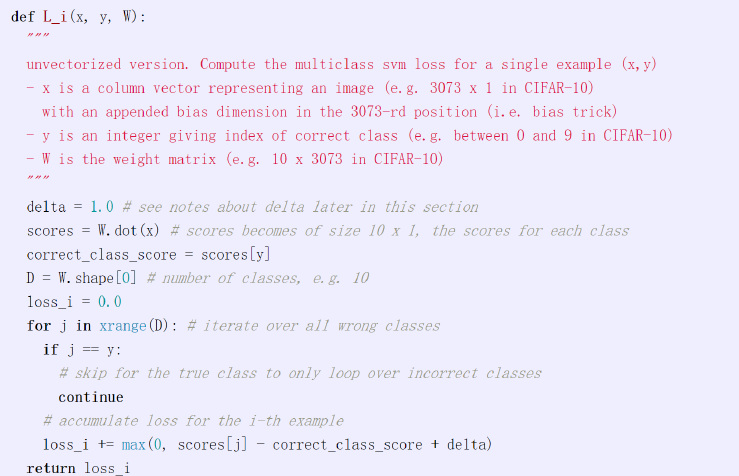 def L_i(x, y, W):
  """
  unvectorized version. Compute the multiclass svm loss for a single example (x,y)
  - x is a column vector representing an image (e.g. 3073 x 1 in CIFAR-10)
    with an appended bias dimension in the 3073-rd position (i.e. bias trick)
  - y is an integer giving index of correct class (e.g. between 0 and 9 in CIFAR-10)
  - W is the weight matrix (e.g. 10 x 3073 in CIFAR-10)
  """
  delta = 1.0 # see notes about delta later in this section
  scores = W.dot(x) # scores becomes of size 10 x 1, the scores for each class
  correct_class_score = scores[y]
  D = W.shape[0] # number of classes, e.g. 10
  loss_i = 0.0
  for j in xrange(D): # iterate over all wrong classes
    if j == y:
      # skip for the true class to only loop over incorrect classes
      continue
    # accumulate loss for the i-th example
    loss_i += max(0, scores[j] - correct_class_score + delta)
  return loss_i